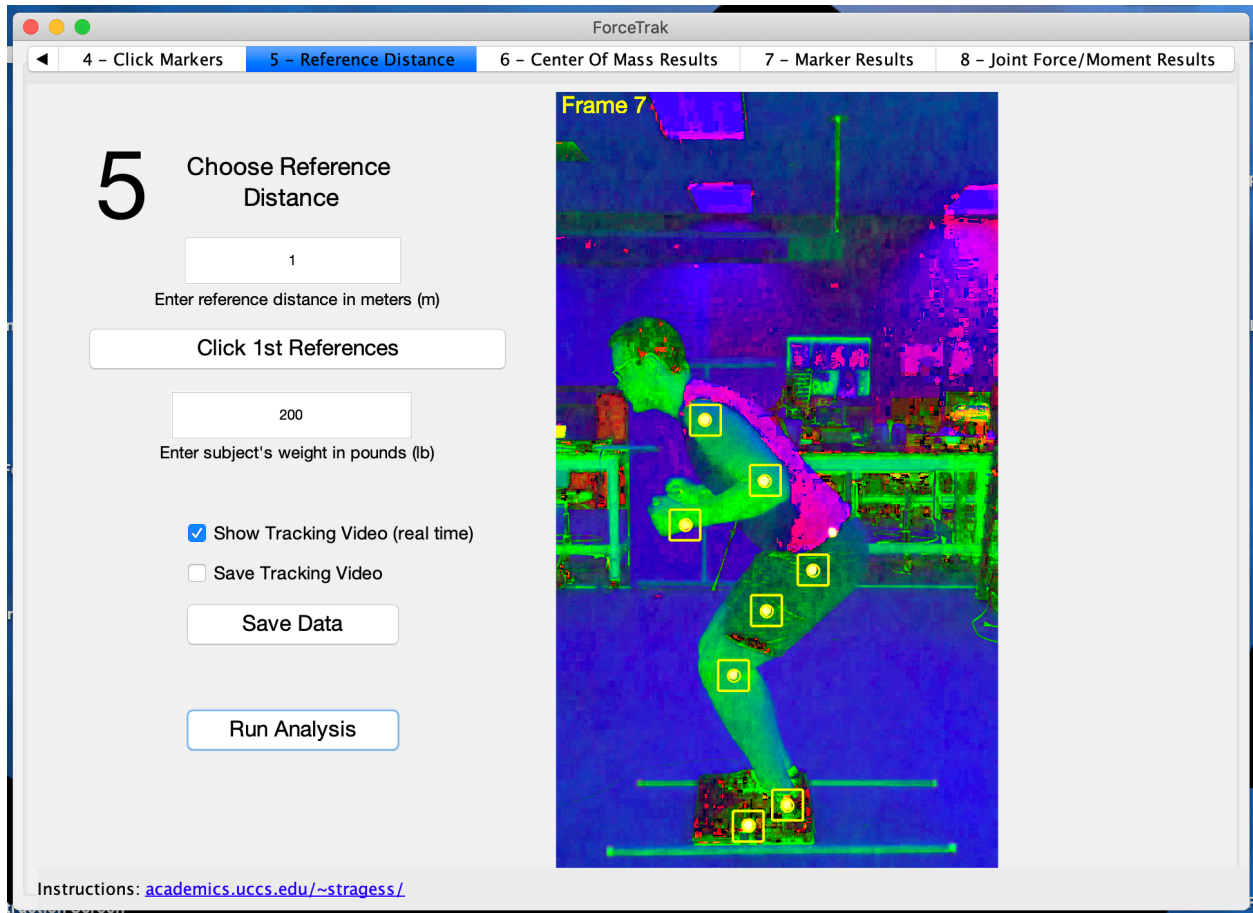 ForceTrak
4 – Click Markers
5 – Reference Distance
6 – Center Of Mass Results
7 – Marker Results
8 – Joint Force/Moment Results
5
Choose Reference
Distance
1
Enter reference distance in meters (m)
Click 1st References
200
Enter subject's weight in pounds (lb)
Show Tracking Video (real time)
Save Tracking Video
Save Data
Run Analysis
Frame 7
Instructions: academics.uccs.edu/~stragess/